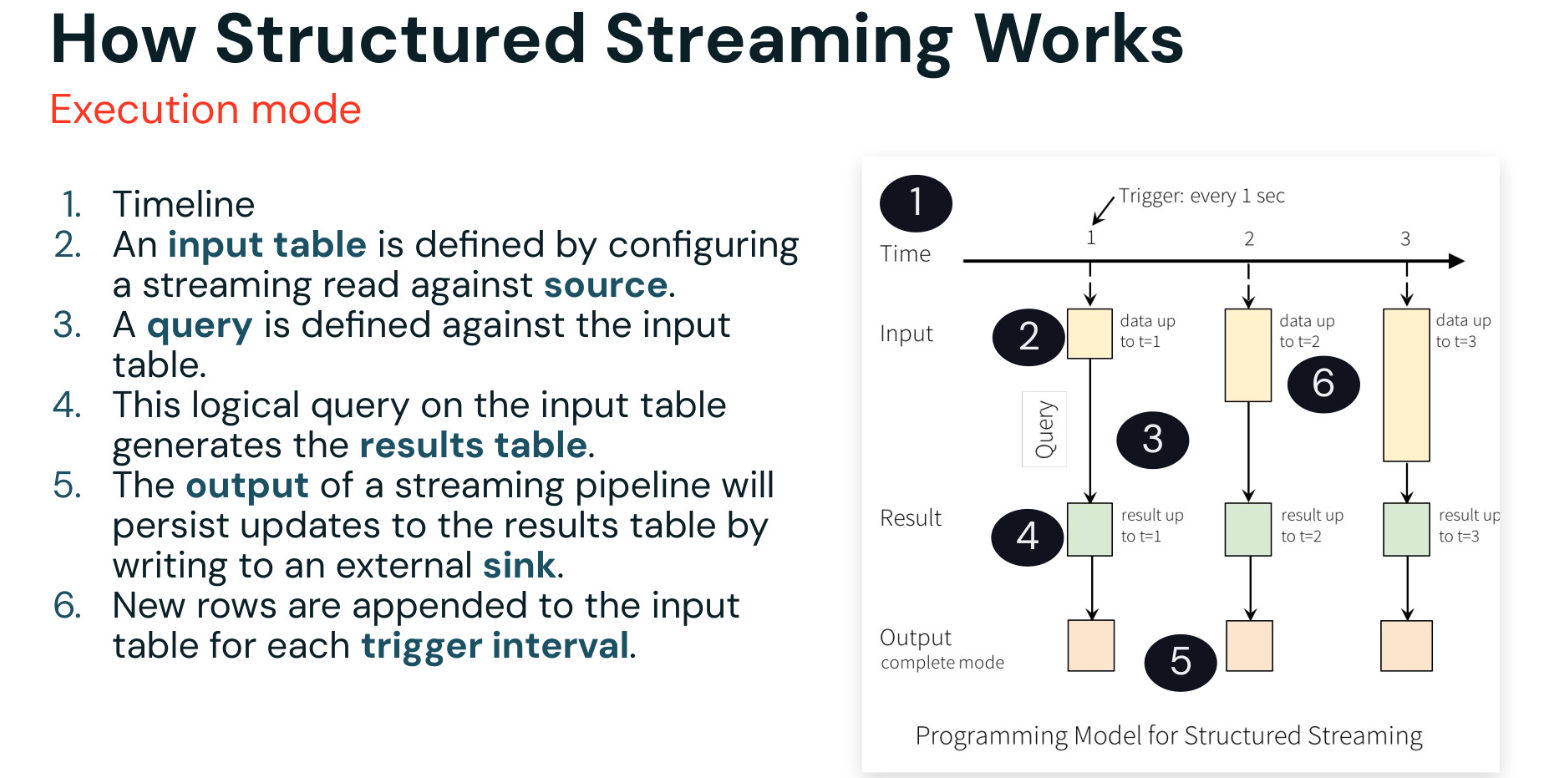 How Structured Streaming Works
Execution mode
1. Timeline
2. An input table is defined by configuring
a streaming read against source.
3. A query is defined against the input
table.
4. This logical query on the input table
generates the results table.
5. The output of a streaming pipeline will
persist updates to the results table by
writing to an external sink.
6. New rows are appended to the input
table for each trigger interval.
1
Trigger: every 1 sec
Time
1
2
3
Input
2
data up
to t=1
data up
to t=2
data up
to t=3
6
Query
3
Result
4
result up
to t=1
result up
to t=2
result up
to t=3
Output
complete mode
5
Programming Model for Structured Streaming